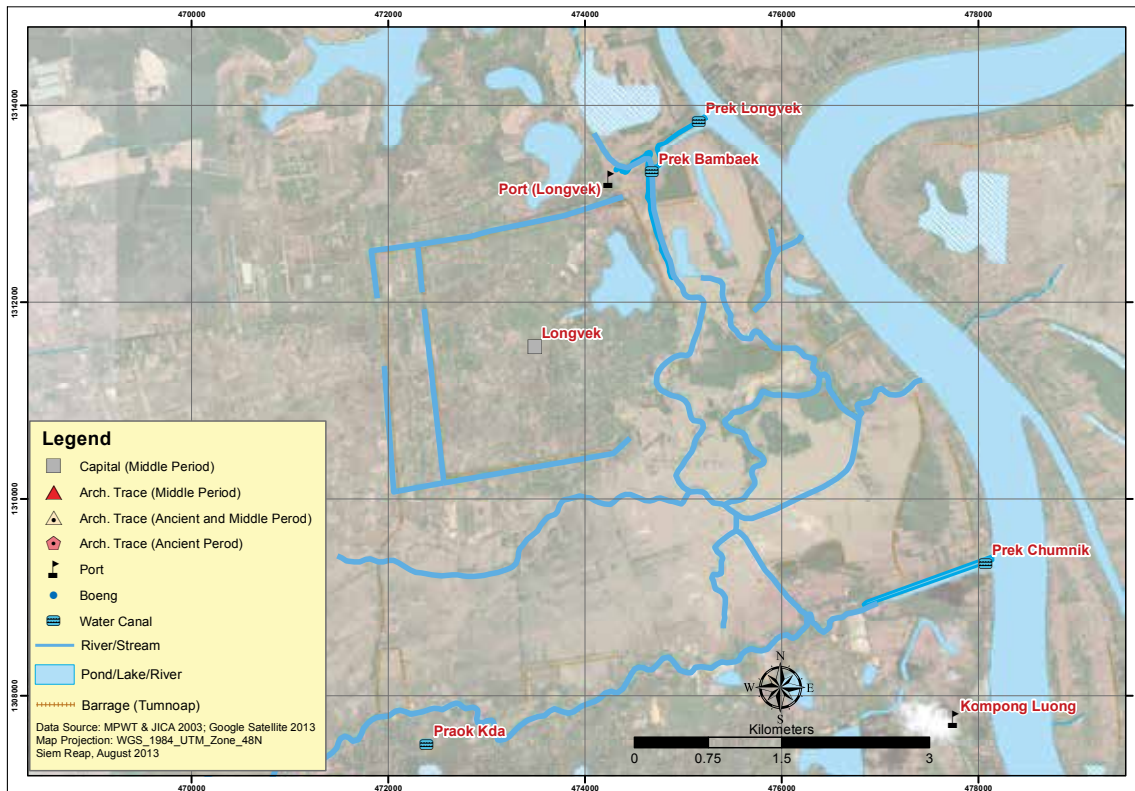 470000 472000 474000 476000 478000
1314000
Prek Longvek
Prek Bambaek
Port (Longvek)
1312000
Longvek
Legend
Capital (Middle Period)
Arch. Trace (Middle Period)
Arch. Trace (Ancient and Middle Perod)
Arch. Trace (Ancient Perod)
Port
Boeng
Water Canal
River/Stream
Pond/Lake/River
Barrage (Tumnoap)
Data Source: MPWT & JICA 2003; Google Satellite 2013
Map Projection: WGS_1984_UTM_Zone_48N
Siem Reap, August 2013
1310000
Prek Chumnik
1308000
N
W E
S
Kompong Luong
Praok Kda
Kilometers
0 0.75 1.5 3
470000 472000 474000 476000 478000
1314000
1312000
1310000
1308000